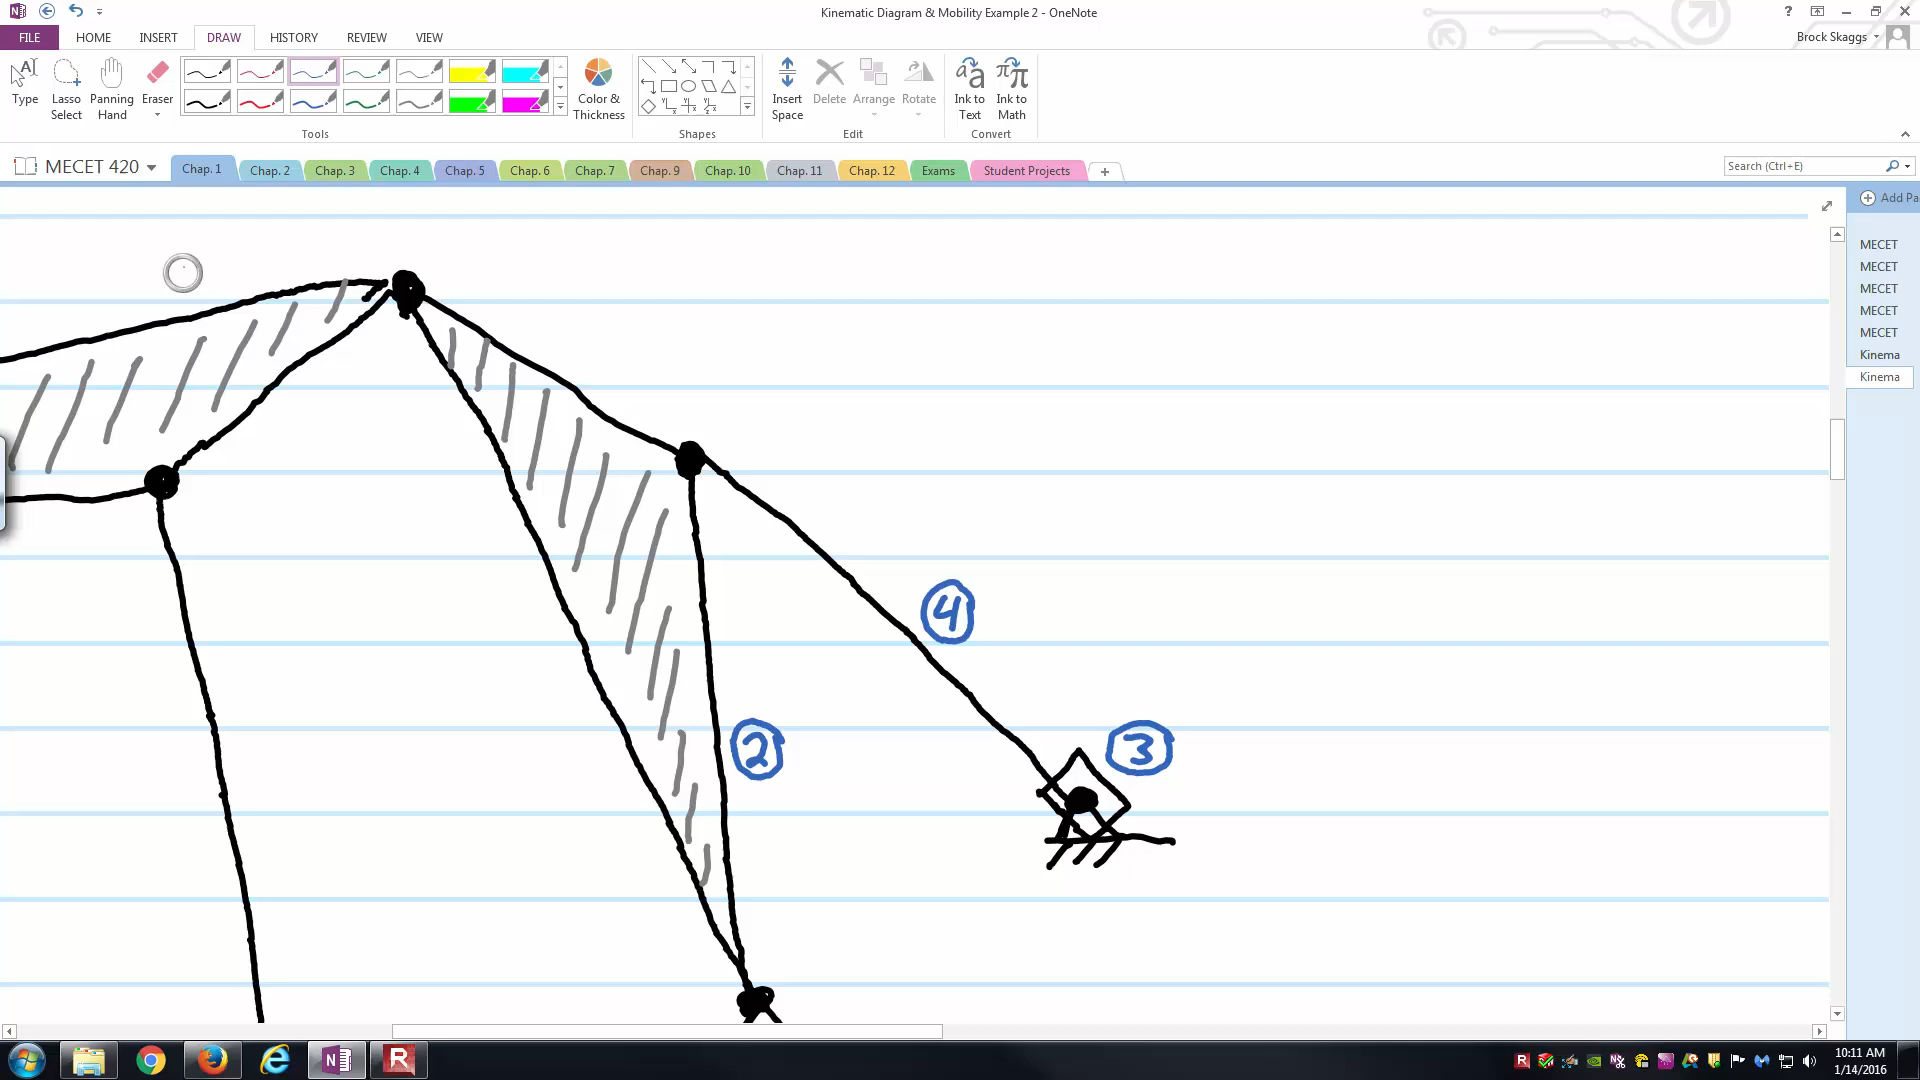 Kinematic Diagram & Mobility Example 2 - OneNote
FILE HOME INSERT DRAW HISTORY REVIEW VIEW
Brock Skaggs
Type
Lasso Select
Panning Hand
Eraser
Color & Thickness
Insert Space
Delete
Arrange
Rotate
Ink to Text
Ink to Math
Tools
Shapes
Edit
Convert
MECET 420
Chap. 1 Chap. 2 Chap. 3 Chap. 4 Chap. 5 Chap. 6 Chap. 7 Chap. 9 Chap. 10 Chap. 11 Chap. 12 Exams Student Projects
Search (Ctrl+E)
Add Pa
MECET
MECET
MECET
MECET
MECET
Kinema
Kinema
4
2
3
10:11 AM
1/14/2016